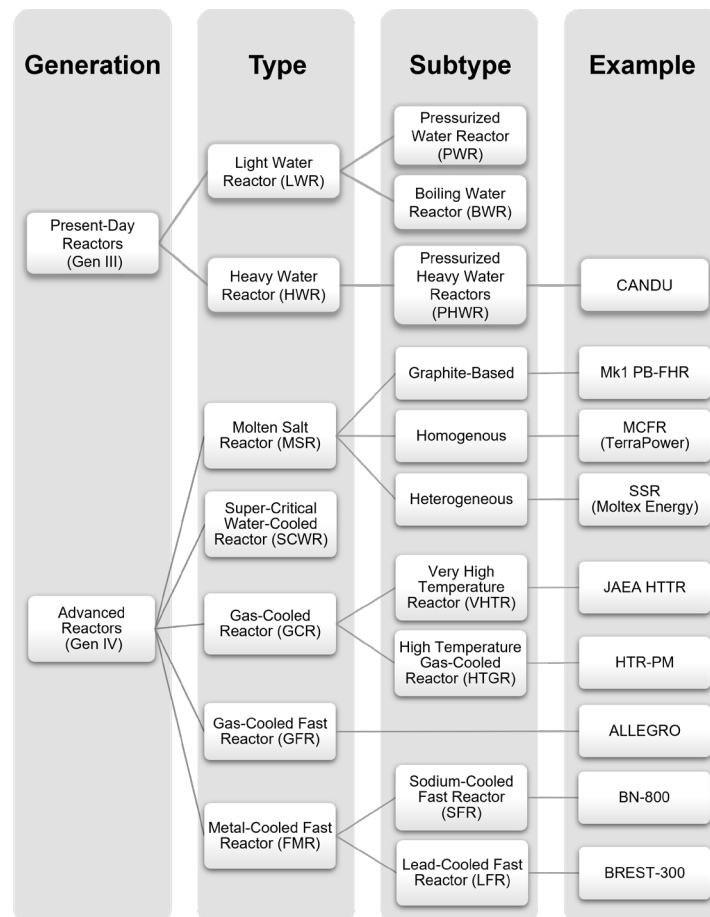 Generation
Type
Subtype
Example
Present-Day
Reactors
(Gen III)
Light Water
Reactor (LWR)
Pressurized
Water Reactor
(PWR)
Boiling Water
Reactor (BWR)
Heavy Water
Reactor (HWR)
Pressurized
Heavy Water
Reactors
(PHWR)
CANDU
Advanced
Reactors
(Gen IV)
Molten Salt
Reactor (MSR)
Graphite-Based
Mk1 PB-FHR
Homogenous
MCFR
(TerraPower)
Heterogeneous
SSR
(Moltex Energy)
Super-Critical
Water-Cooled
Reactor (SCWR)
Gas-Cooled
Reactor (GCR)
Very High
Temperature
Reactor (VHTR)
JAEA HTTR
High Temperature
Gas-Cooled
Reactor (HTGR)
HTR-PM
Gas-Cooled Fast
Reactor (GFR)
ALLEGRO
Metal-Cooled Fast
Reactor (FMR)
Sodium-Cooled
Fast Reactor
(SFR)
BN-800
Lead-Cooled Fast
Reactor (LFR)
BREST-300